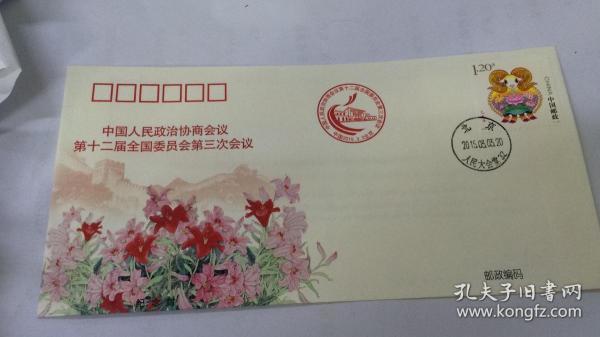 1.20元
中国邮政
CHINA
中国人民政治协商会议
第十二届全国委员会第三次会议
北京
2015.03.03.20
人民大会堂32
邮政编码
孔夫子旧书网
www.kongfz.com